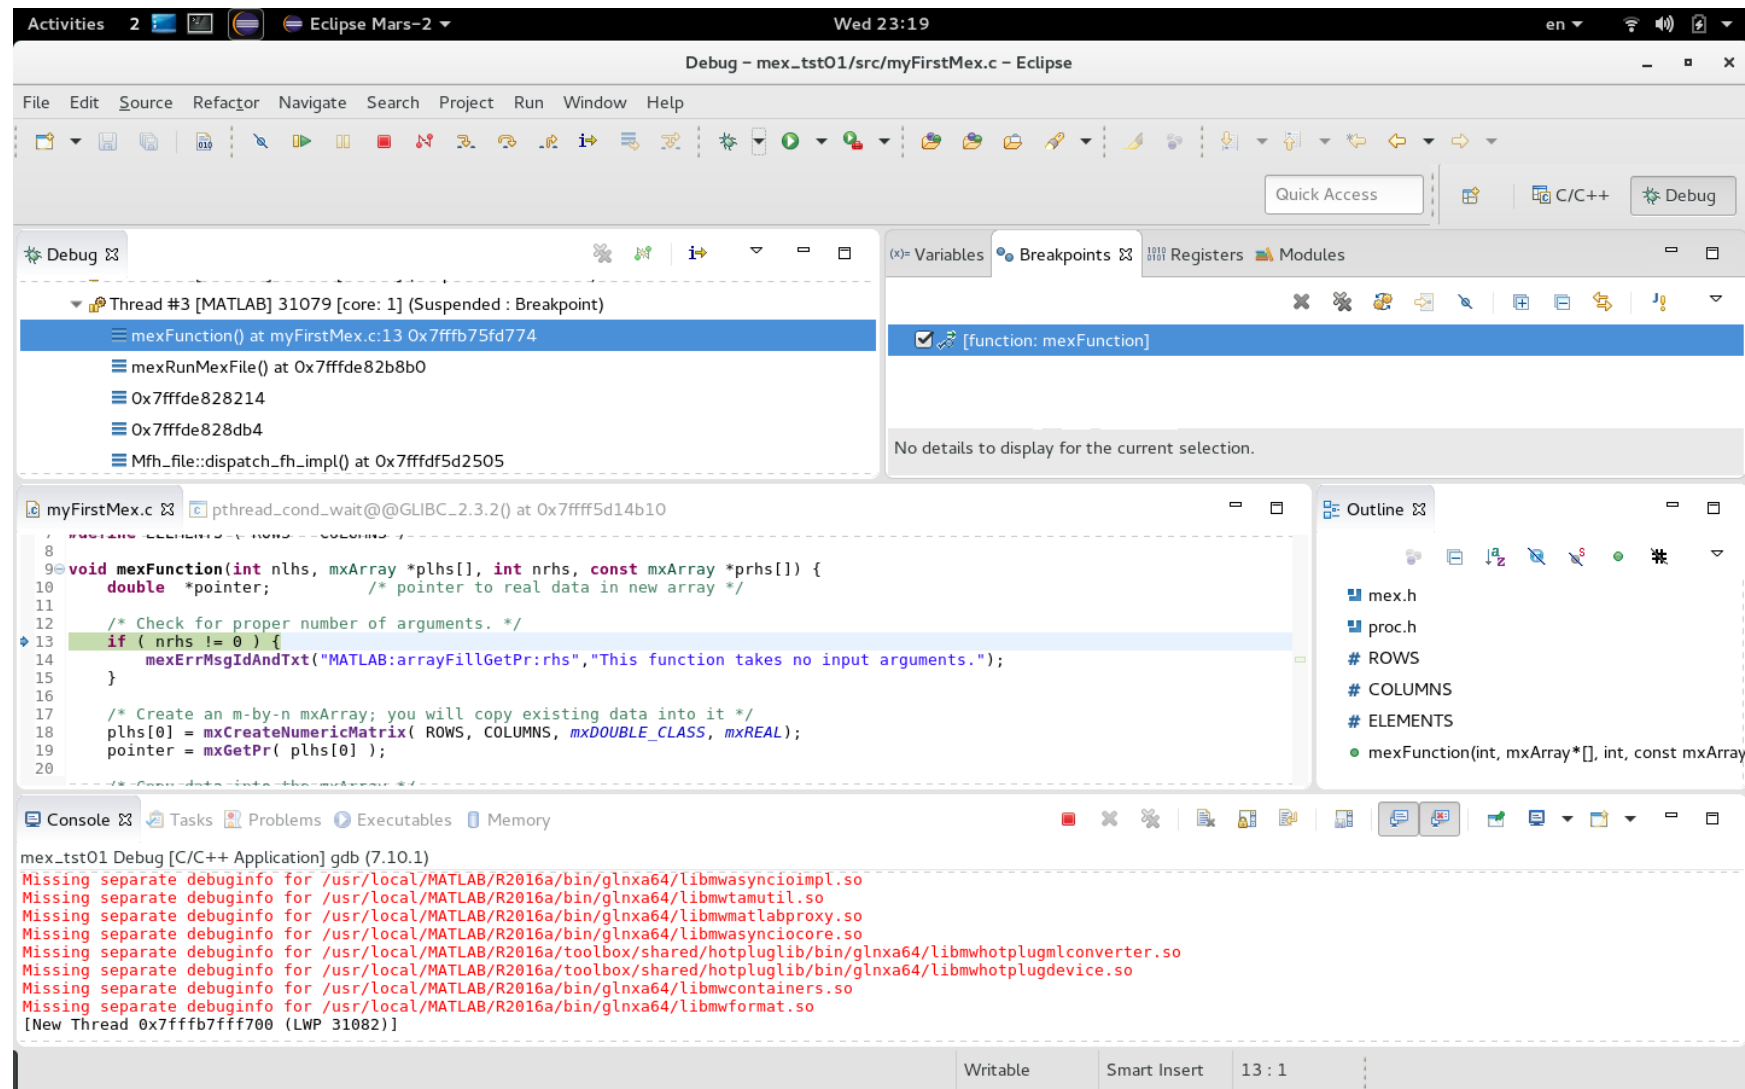 Activities 2 Eclipse Mars-2 Wed 23:19 en
Debug - mex_tst01/src/myFirstMex.c - Eclipse
File Edit Source Refactor Navigate Search Project Run Window Help
Quick Access C/C++ Debug
Debug
Thread #3 [MATLAB] 31079 [core: 1] (Suspended : Breakpoint)
mexFunction() at myFirstMex.c:13 0x7fffb75fd774
mexRunMexFile() at 0x7fffde82b8b0
0x7fffde828214
0x7fffde828db4
Mfh_file::dispatch_fh_impl() at 0x7fffdf5d2505
(x)= Variables Breakpoints Registers Modules
[function: mexFunction]
No details to display for the current selection.
myFirstMex.c pthread_cond_wait@@GLIBC_2.3.2() at 0x7ffff5d14b10
8
9 void mexFunction(int nlhs, mxArray *plhs[], int nrhs, const mxArray *prhs[]) {
10 double *pointer; /* pointer to real data in new array */
11
12 /* Check for proper number of arguments. */
13 if ( nrhs != 0 ) {
14 mexErrMsgIdAndTxt("MATLAB:arrayFillGetPr:rhs","This function takes no input arguments.");
15 }
16
17 /* Create an m-by-n mxArray; you will copy existing data into it */
18 plhs[0] = mxCreateNumericMatrix( ROWS, COLUMNS, mxDOUBLE_CLASS, mxREAL);
19 pointer = mxGetPr( plhs[0] );
20
Outline
mex.h
proc.h
# ROWS
# COLUMNS
# ELEMENTS
mexFunction(int, mxArray*[], int, const mxArray
Console Tasks Problems Executables Memory
mex_tst01 Debug [C/C++ Application] gdb (7.10.1)
Missing separate debuginfo for /usr/local/MATLAB/R2016a/bin/glnxa64/libmwasyncioimpl.so
Missing separate debuginfo for /usr/local/MATLAB/R2016a/bin/glnxa64/libmwtamutil.so
Missing separate debuginfo for /usr/local/MATLAB/R2016a/bin/glnxa64/libmwmatlabproxy.so
Missing separate debuginfo for /usr/local/MATLAB/R2016a/bin/glnxa64/libmwasynciocore.so
Missing separate debuginfo for /usr/local/MATLAB/R2016a/toolbox/shared/hotpluglib/bin/glnxa64/libmwhotplugmlconverter.so
Missing separate debuginfo for /usr/local/MATLAB/R2016a/toolbox/shared/hotpluglib/bin/glnxa64/libmwhotplugdevice.so
Missing separate debuginfo for /usr/local/MATLAB/R2016a/bin/glnxa64/libmwcontainers.so
Missing separate debuginfo for /usr/local/MATLAB/R2016a/bin/glnxa64/libmwformat.so
[New Thread 0x7fffb7fff700 (LWP 31082)]
Writable Smart Insert 13 : 1